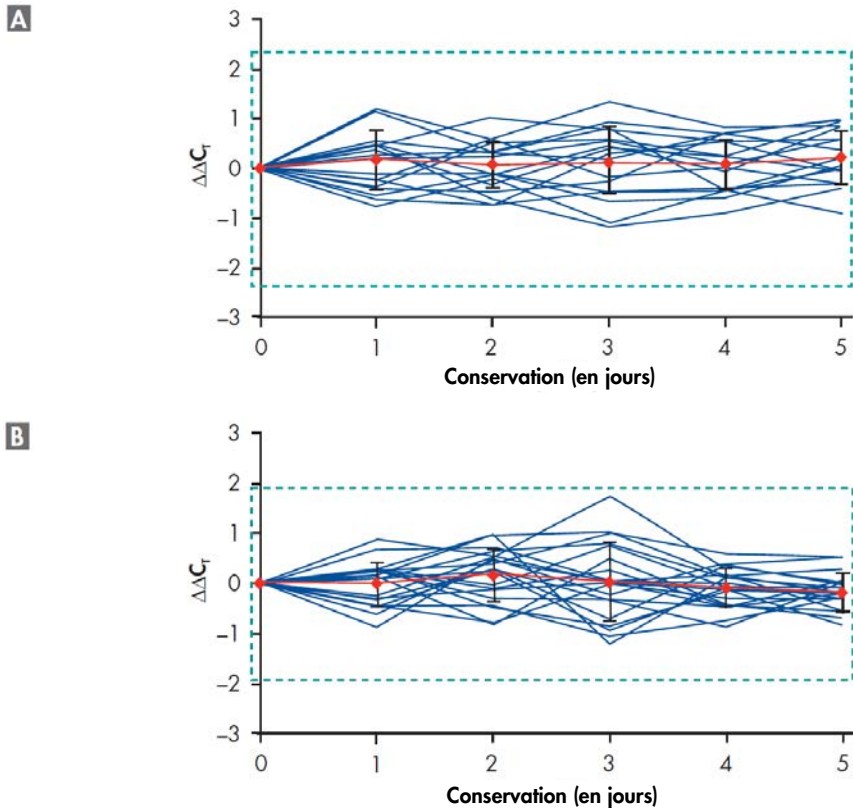 A
3
2
1
0
–1
–2
–3
ΔΔCT
0 1 2 3 4 5
Conservation (en jours)
B
3
2
1
0
–1
–2
–3
ΔΔCT
0 1 2 3 4 5
Conservation (en jours)